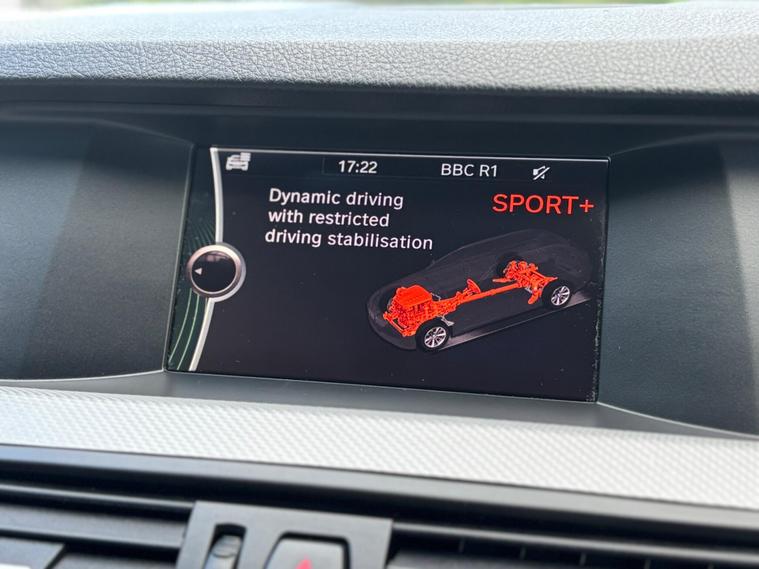 17:22 BBC R1
SPORT+
Dynamic driving
with restricted
driving stabilisation